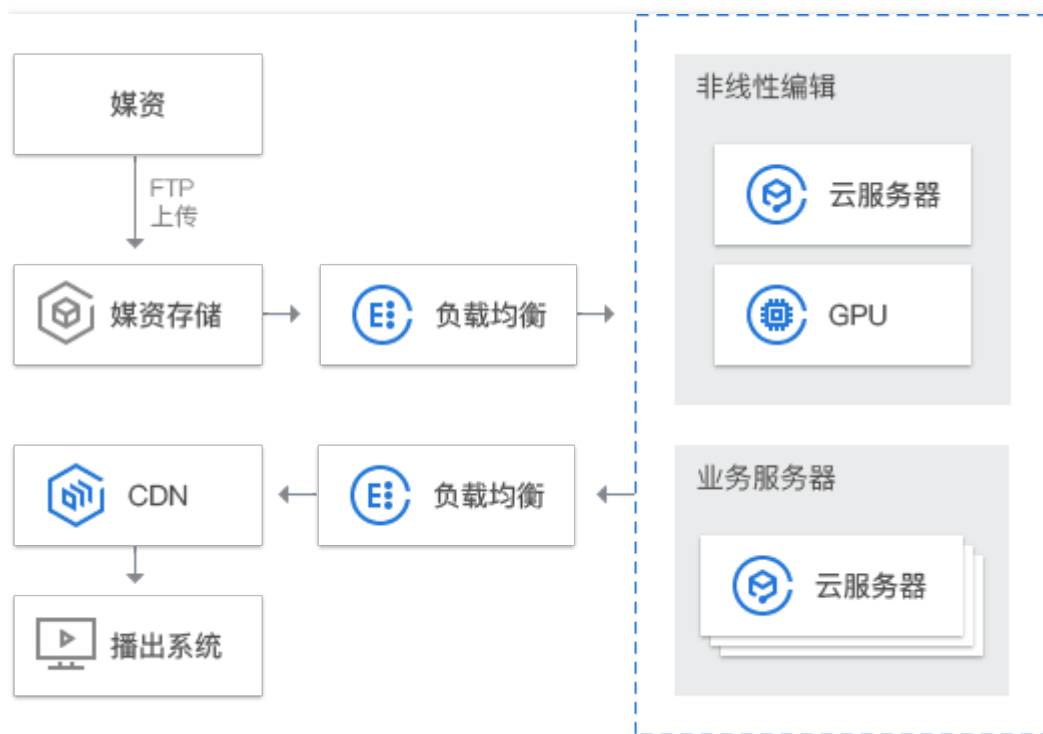 媒资
FTP
上传
媒资存储
负载均衡
非线性编辑
云服务器
GPU
CDN
负载均衡
业务服务器
云服务器
播出系统